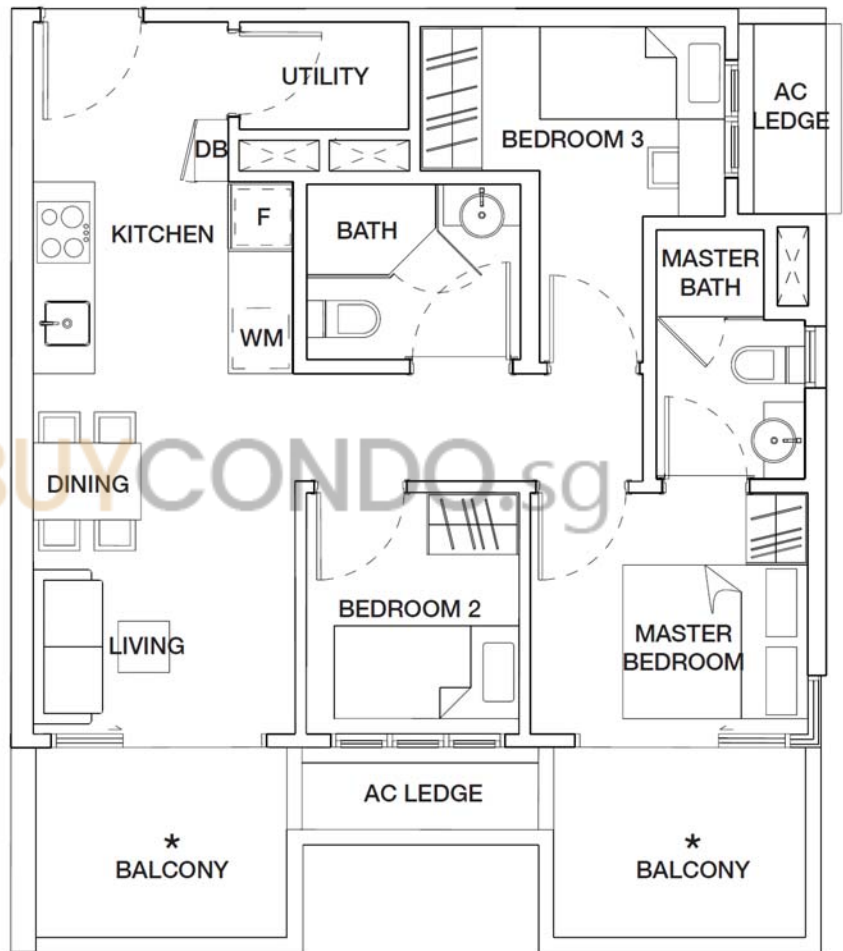 UTILITY
AC
LEDGE
BEDROOM 3
DB
F
KITCHEN
BATH
MASTER
BATH
WM
BUYCONDO.sg
DINING
BEDROOM 2
LIVING
MASTER
BEDROOM
AC LEDGE
*
BALCONY
*
BALCONY